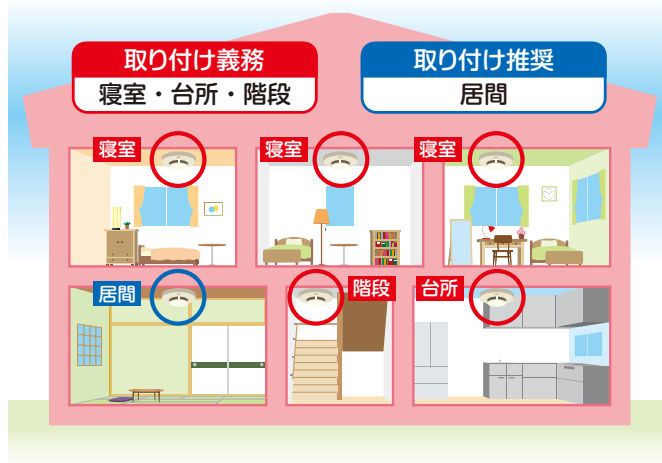 取り付け義務
寝室・台所・階段
取り付け推奨
居間
寝室
寝室
寝室
居間
階段
台所